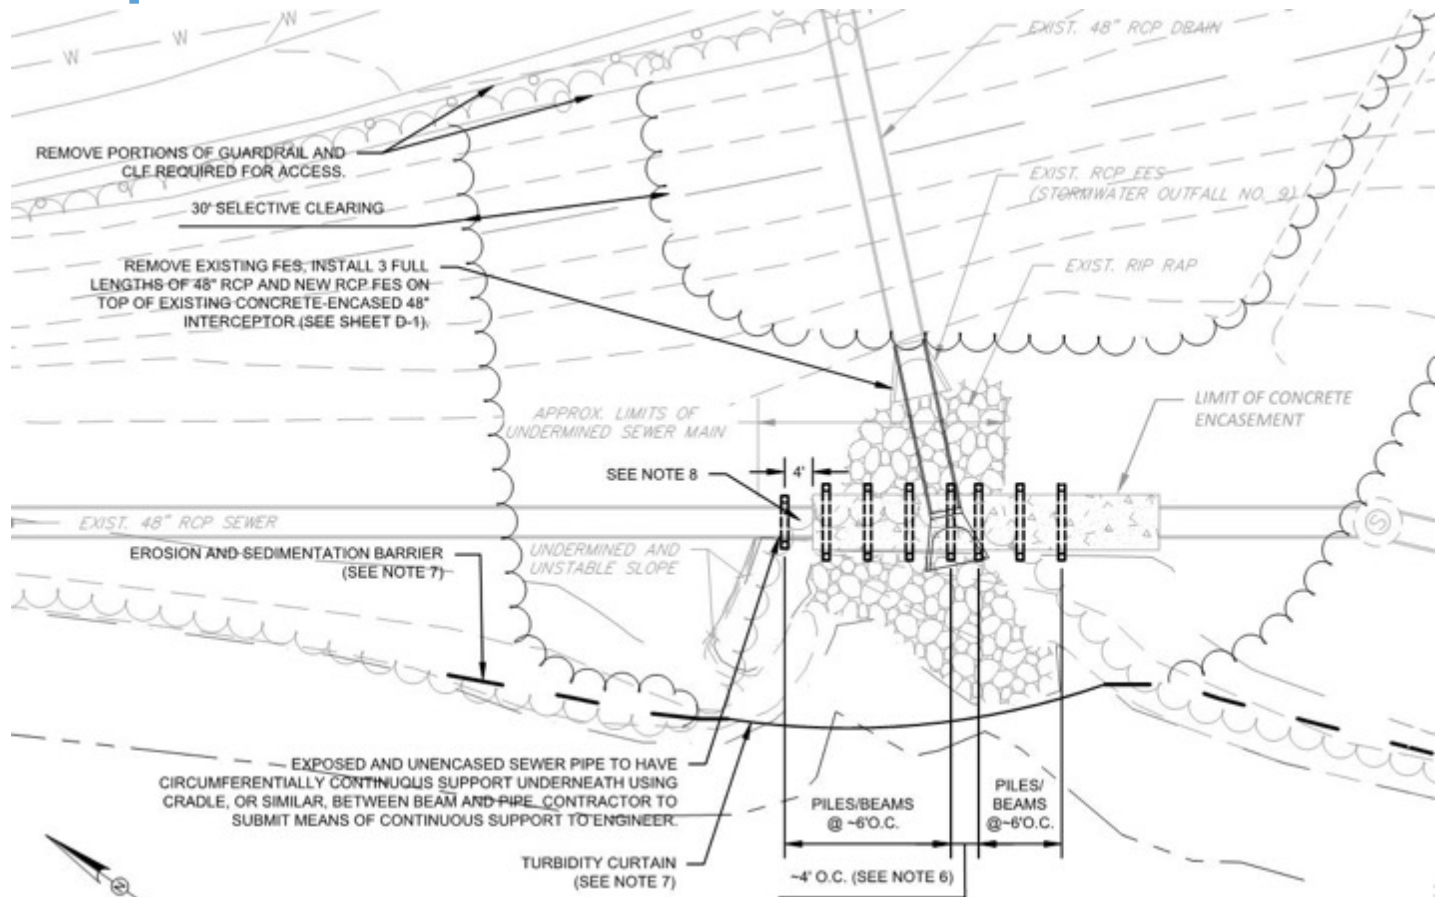 W
W
W
EXIST. 48" RCP DRAIN
REMOVE PORTIONS OF GUARDRAIL AND
CLF REQUIRED FOR ACCESS.
EXIST. RCP FES
(STORMWATER OUTFALL NO. 9)
30' SELECTIVE CLEARING
REMOVE EXISTING FES, INSTALL 3 FULL
LENGTHS OF 48" RCP AND NEW RCP FES ON
TOP OF EXISTING CONCRETE-ENCASED 48"
INTERCEPTOR (SEE SHEET D-1).
EXIST. RIP RAP
APPROX. LIMITS OF
UNDERMINED SEWER MAIN
LIMIT OF CONCRETE
ENCASEMENT
SEE NOTE 8
4'
EXIST. 48" RCP SEWER
S
EROSION AND SEDIMENTATION BARRIER
(SEE NOTE 7)
UNDERMINED AND
UNSTABLE SLOPE
EXPOSED AND UNENCASED SEWER PIPE TO HAVE
CIRCUMFERENTIALLY CONTINUOUS SUPPORT UNDERNEATH USING
CRADLE, OR SIMILAR, BETWEEN BEAM AND PIPE. CONTRACTOR TO
SUBMIT MEANS OF CONTINUOUS SUPPORT TO ENGINEER.
PILES/BEAMS
@ ~6'O.C.
PILES/
BEAMS
@~6'O.C.
TURBIDITY CURTAIN
(SEE NOTE 7)
~4' O.C. (SEE NOTE 6)
N